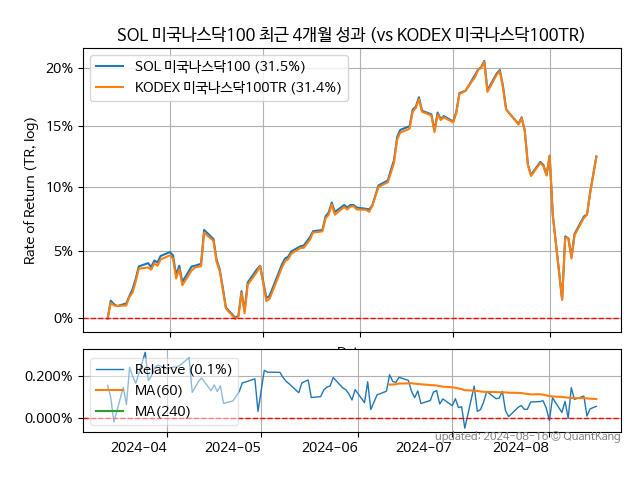 SOL 미국나스닥100 최근 4개월 성과 (vs KODEX 미국나스닥100TR)
SOL 미국나스닥100 (31.5%)
KODEX 미국나스닥100TR (31.4%)
Rate of Return (TR, log)
20%
15%
10%
5%
0%
Relative (0.1%)
MA(60)
MA(240)
0.200%
0.000%
2024-04
2024-05
2024-06
2024-07
2024-08
updated: 2024-08-16 © QuantKang